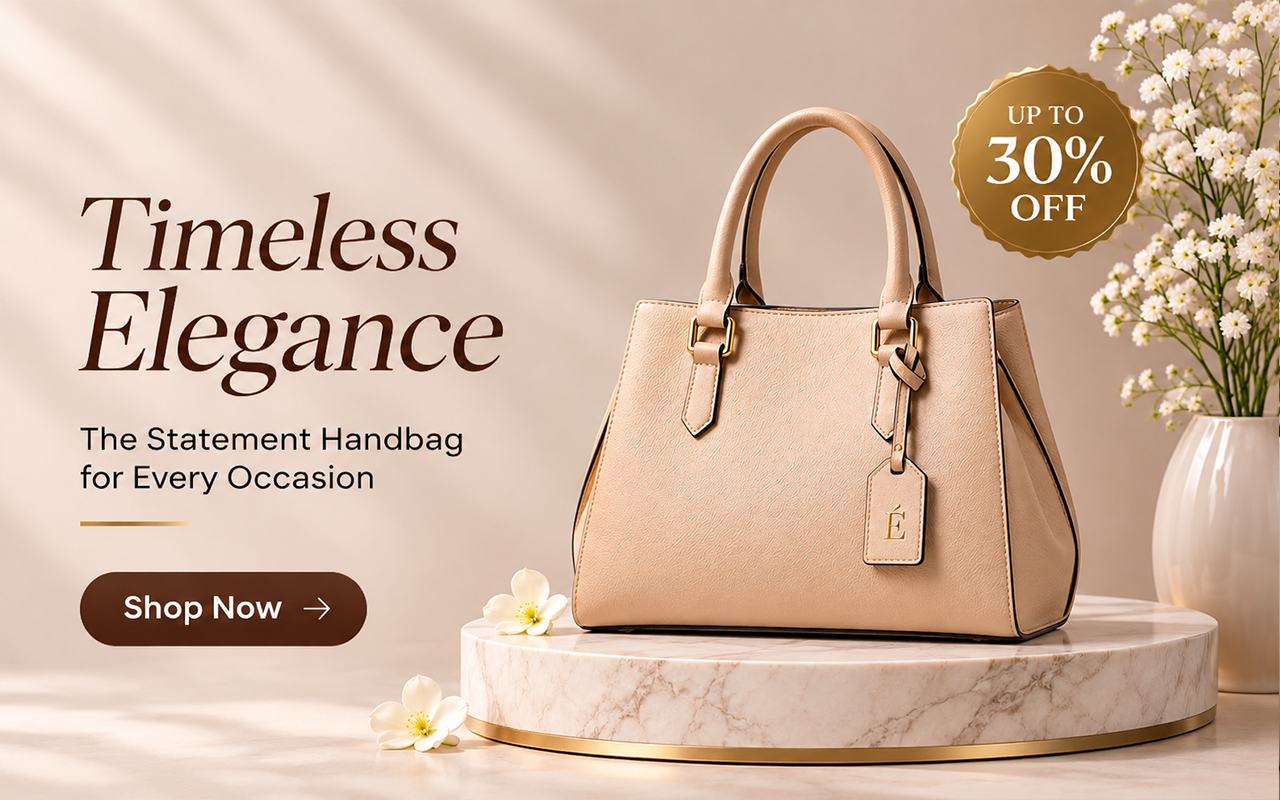 Timeless
Elegance
The Statement Handbag
for Every Occasion
Shop Now →
UP TO
30%
OFF
É